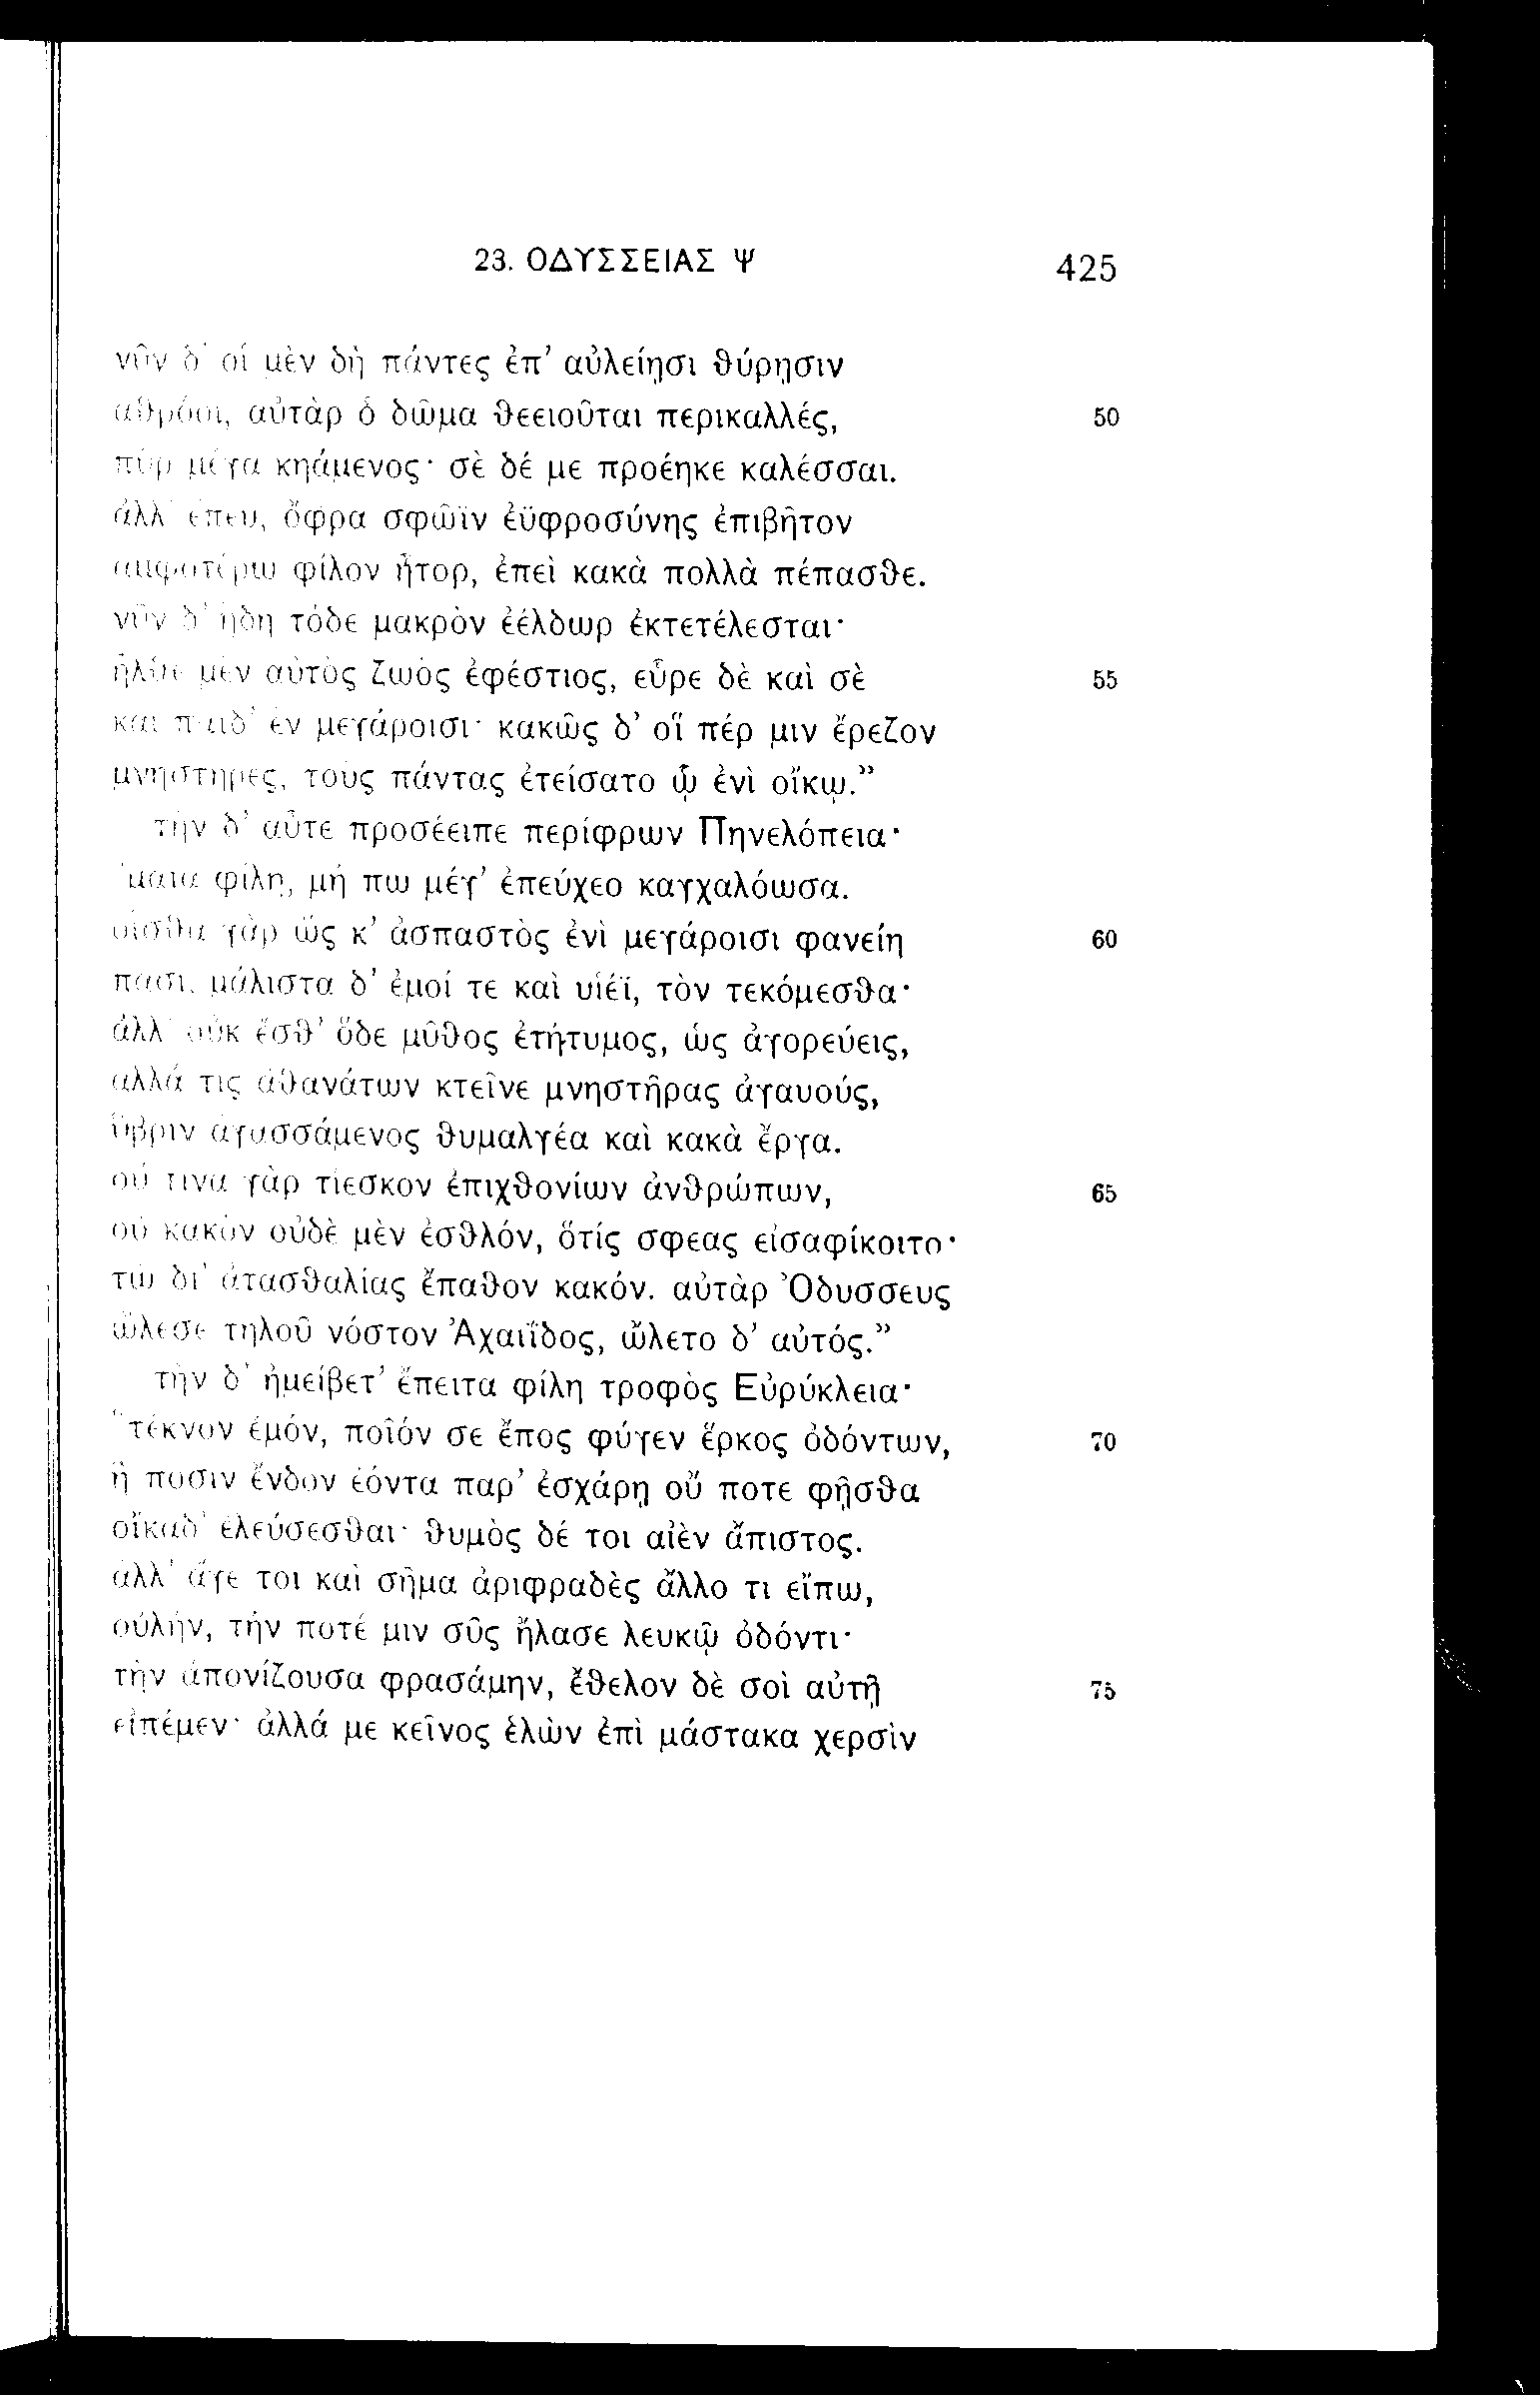 23. ΟΔΥΣΣΕΙΑΣ Ψ 425
νῦν δ' οἱ μὲν δὴ πάντες ἐπ' αὐλείῃσι θύρῃσιν
ἀθρόοι, αὐτὰρ ὁ δῶμα θεειοῦται περικαλλές, 50
πῦρ μέγα κηάμενος· σὲ δέ με προέηκε καλέσσαι.
ἀλλ' ἕπευ, ὄφρα σφῶϊν ἐϋφροσύνης ἐπιβῆτον
ἀμφοτέρω φίλον ἦτορ, ἐπεὶ κακὰ πολλὰ πέπασθε.
νῦν δ' ἤδη τόδε μακρὸν ἐέλδωρ ἐκτετέλεσται·
ἦλθε μὲν αὐτὸς ζωὸς ἐφέστιος, εὗρε δὲ καὶ σὲ 55
καὶ παῖδ' ἐν μεγάροισι· κακῶς δ' οἵ πέρ μιν ἔρεζον
μνηστῆρες, τοὺς πάντας ἐτείσατο ᾧ ἐνὶ οἴκῳ."
τὴν δ' αὖτε προσέειπε περίφρων Πηνελόπεια·
"μαῖα φίλη, μή πω μέγ' ἐπεύχεο καγχαλόωσα.
οἶσθα γὰρ ὥς κ' ἀσπαστὸς ἐνὶ μεγάροισι φανείη 60
πᾶσι, μάλιστα δ' ἐμοί τε καὶ υἱέϊ, τὸν τεκόμεσθα·
ἀλλ' οὐκ ἔσθ' ὅδε μῦθος ἐτήτυμος, ὡς ἀγορεύεις,
ἀλλά τις ἀθανάτων κτεῖνε μνηστῆρας ἀγαυούς,
ὕβριν ἀγασσάμενος θυμαλγέα καὶ κακὰ ἔργα.
οὔ τινα γὰρ τίεσκον ἐπιχθονίων ἀνθρώπων, 65
οὐ κακὸν οὐδὲ μὲν ἐσθλόν, ὅτίς σφεας εἰσαφίκοιτο·
τῶ δι' ἀτασθαλίας ἔπαθον κακόν. αὐτὰρ Ὀδυσσευς
ὤλεσε τηλοῦ νόστον Ἀχαιΐδος, ὤλετο δ' αὐτός."
τὴν δ' ἠμείβετ' ἔπειτα φίλη τροφὸς Εὐρύκλεια·
"τέκνον ἐμόν, ποῖόν σε ἔπος φύγεν ἕρκος ὀδόντων, 70
ἣ πόσιν ἔνδον ἐόντα παρ' ἐσχάρῃ οὔ ποτε φῇσθα
οἴκαδ' ἐλεύσεσθαι· θυμὸς δέ τοι αἰὲν ἄπιστος.
ἀλλ' ἄγε τοι καὶ σῆμα ἀριφραδὲς ἄλλο τι εἴπω,
οὐλήν, τήν ποτέ μιν σῦς ἤλασε λευκῷ ὀδόντι·
τὴν ἀπονίζουσα φρασάμην, ἔθελον δὲ σοὶ αὐτῇ 75
εἰπέμεν· ἀλλά με κεῖνος ἑλὼν ἐπὶ μάστακα χερσὶν